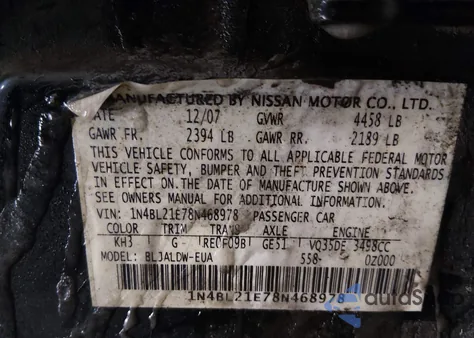 MANUFACTURED BY NISSAN MOTOR CO., LTD.
DATE 12/07 GVWR 4458 LB
GAWR FR. 2394 LB GAWR RR. 2189 LB
THIS VEHICLE CONFORMS TO ALL APPLICABLE FEDERAL MOTOR
VEHICLE SAFETY, BUMPER AND THEFT PREVENTION STANDARDS
IN EFFECT ON THE DATE OF MANUFACTURE SHOWN ABOVE.
SEE OWNERS MANUAL FOR ADDITIONAL INFORMATION.
VIN: 1N4BL21E78N468978 PASSENGER CAR
COLOR TRIM TRANS AXLE ENGINE
KH3 G RE0F09B GE51 VQ35DE 3498CC
MODEL: BLJALDW-EUA 558- 0Z000
1N4BL21E78N468978